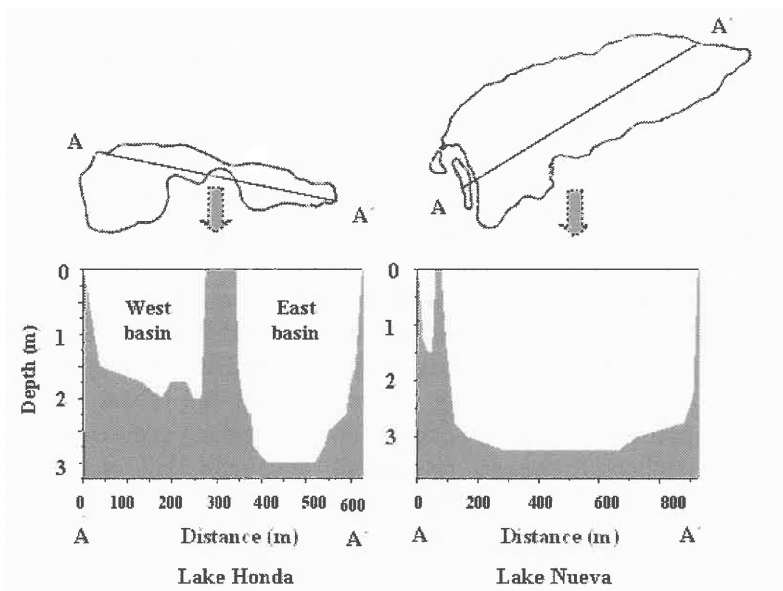 A
A´
A
A´
0
1
2
3
Depth (m)
West
basin
East
basin
0 100 200 300 400 500 600
A Distance (m) A´
Lake Honda
0
1
2
3
0 200 400 600 800
A Distance (m) A´
Lake Nueva